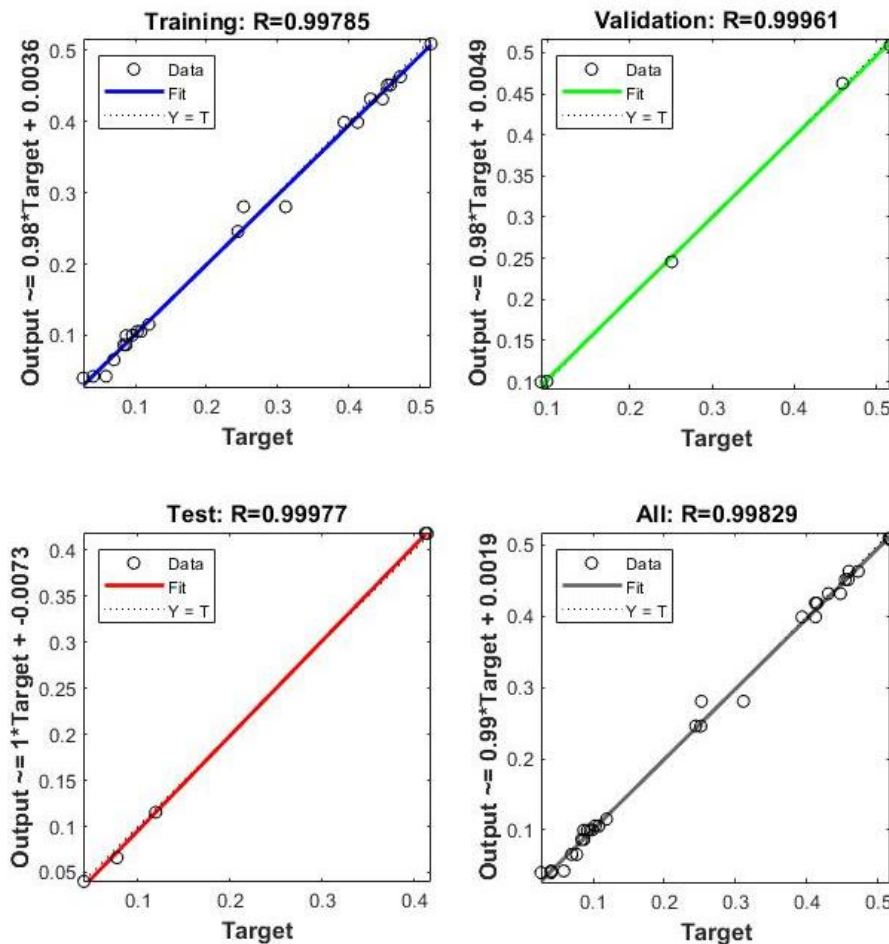 Training: R=0.99785
Output ~= 0.98*Target + 0.0036
0.5
0.4
0.3
0.2
0.1
Data
Fit
Y = T
0.1
0.2
0.3
0.4
0.5
Target
Validation: R=0.99961
Output ~= 0.98*Target + 0.0049
0.5
0.45
0.4
0.35
0.3
0.25
0.2
0.15
0.1
Data
Fit
Y = T
0.1
0.2
0.3
0.4
0.5
Target
Test: R=0.99977
Output ~= 1*Target + -0.0073
0.4
0.35
0.3
0.25
0.2
0.15
0.1
0.05
Data
Fit
Y = T
0.1
0.2
0.3
0.4
Target
All: R=0.99829
Output ~= 0.99*Target + 0.0019
0.5
0.4
0.3
0.2
0.1
Data
Fit
Y = T
0.1
0.2
0.3
0.4
0.5
Target